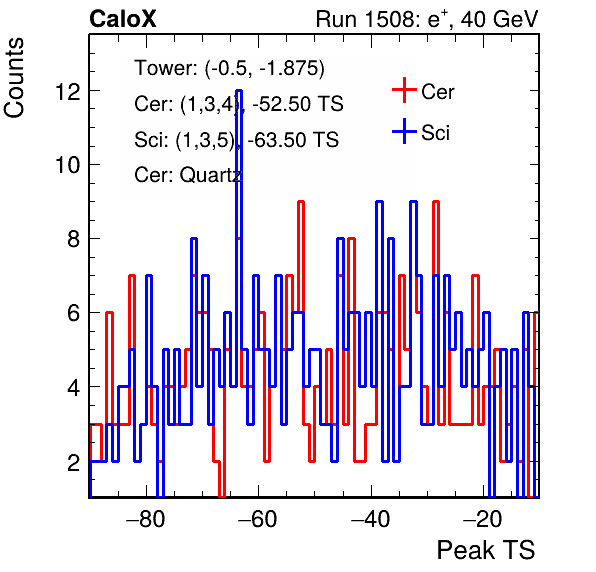 CaloX Run 1508: e⁺, 40 GeV
Counts
Tower: (-0.5, -1.875)
Cer: (1,3,4), -52.50 TS
Sci: (1,3,5), -63.50 TS
Cer: Quartz
Cer
Sci
12
10
8
6
4
2
−80 −60 −40 −20
Peak TS